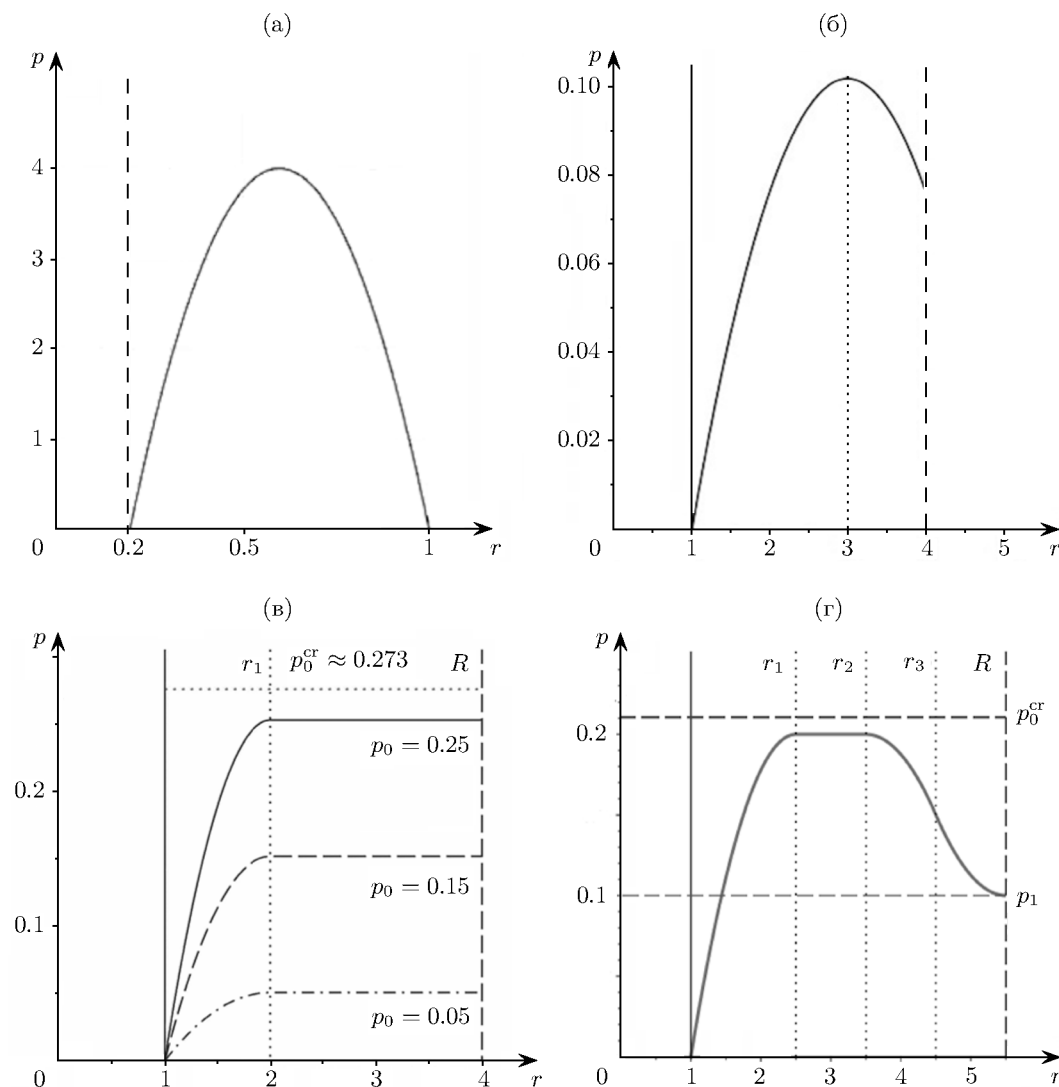 (а)
p
4
3
2
1
0
0.2
0.5
1
r
(б)
p
0.10
0.08
0.06
0.04
0.02
0
1
2
3
4
5
r
(в)
p
r₁
p₀ᶜʳ ≈ 0.273
R
p₀ = 0.25
0.2
p₀ = 0.15
0.1
p₀ = 0.05
0
1
2
3
4
r
(г)
p
r₁
r₂
r₃
R
p₀ᶜʳ
0.2
0.1
p₁
0
1
2
3
4
5
r